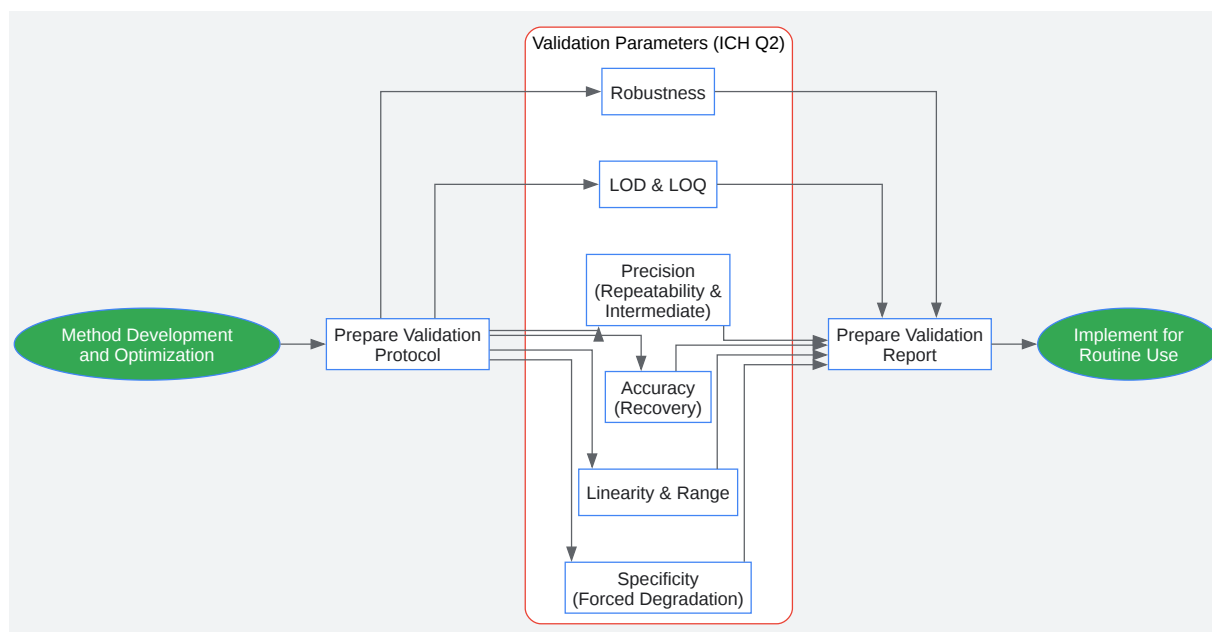 Validation Parameters (ICH Q2)
Robustness
LOD & LOQ
Precision
(Repeatability &
Intermediate)
Method Development
and Optimization
Prepare Validation
Protocol
Prepare Validation
Report
Implement for
Routine Use
Accuracy
(Recovery)
Linearity & Range
Specificity
(Forced Degradation)